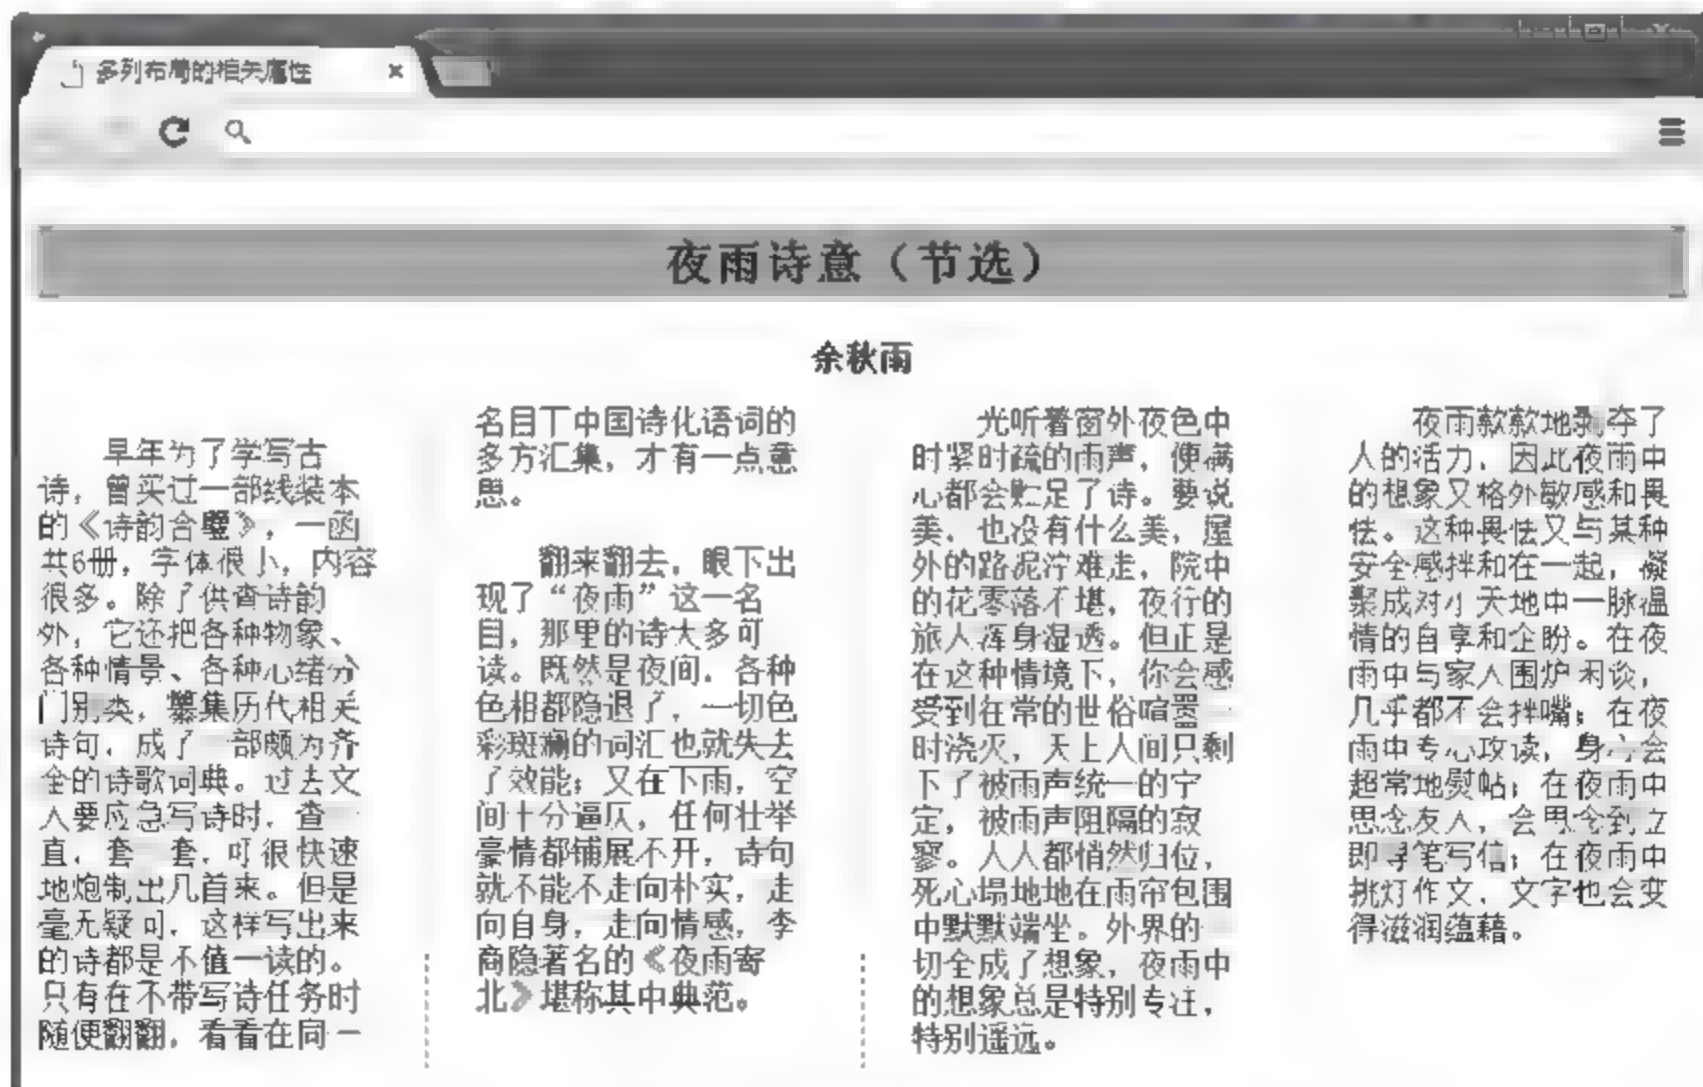 多列布局的相关属性
夜雨诗意（节选）
余秋雨
早年为了学写古
诗，曾买过一部线装本
的《诗韵合璧》，一函
共6册，字体很小，内容
很多。除了供查诗韵
外，它还把各种物象、
各种情景、各种心绪分
门别类，纂集历代相关
诗句，成了一部颇为齐
全的诗歌词典。过去文
人要应急写诗时，查一
查，套一套，可很快速
地炮制出几首来。但是
毫无疑问，这样写出来
的诗都是不值一读的。
只有在不带写诗任务时
随便翻翻，看看在同一
名目下中国诗化语词的
多方汇集，才有一点意
思。
翻来翻去，眼下出
现了“夜雨”这一名
目，那里的诗大多可
读。既然是夜间，各种
色相都隐退了，一切色
彩斑斓的词汇也就失去
了效能；又在下雨，空
间十分逼仄，任何壮举
豪情都铺展不开，诗句
就不能不走向朴实，走
向自身，走向情感，李
商隐著名的《夜雨寄
北》堪称其中典范。
光听着窗外夜色中
时紧时疏的雨声，便满
心都会贮足了诗。要说
美，也没有什么美，屋
外的路泥泞难走，院中
的花零落不堪，夜行的
旅人浑身湿透。但正是
在这种情境下，你会感
受到往常的世俗喧嚣一
时浇灭，天上人间只剩
下了被雨声统一的宁
定，被雨声阻隔的寂
寥。人人都悄然归位，
死心塌地地在雨帘包围
中默默端坐。外界的一
切全成了想象，夜雨中
的想象总是特别专注，
特别遥远。
夜雨款款地剥夺了
人的活力，因此夜雨中
的想象又格外敏感和畏
怯。这种畏怯又与某种
安全感拌和在一起，凝
聚成对小天地中一脉温
情的自享和企盼。在夜
雨中与家人围炉闲谈，
几乎都不会拌嘴；在夜
雨中专心攻读，身心会
超常地熨帖；在夜雨中
思念友人，会思念到立
即寻笔写信；在夜雨中
挑灯作文，文字也会变
得滋润蕴藉。